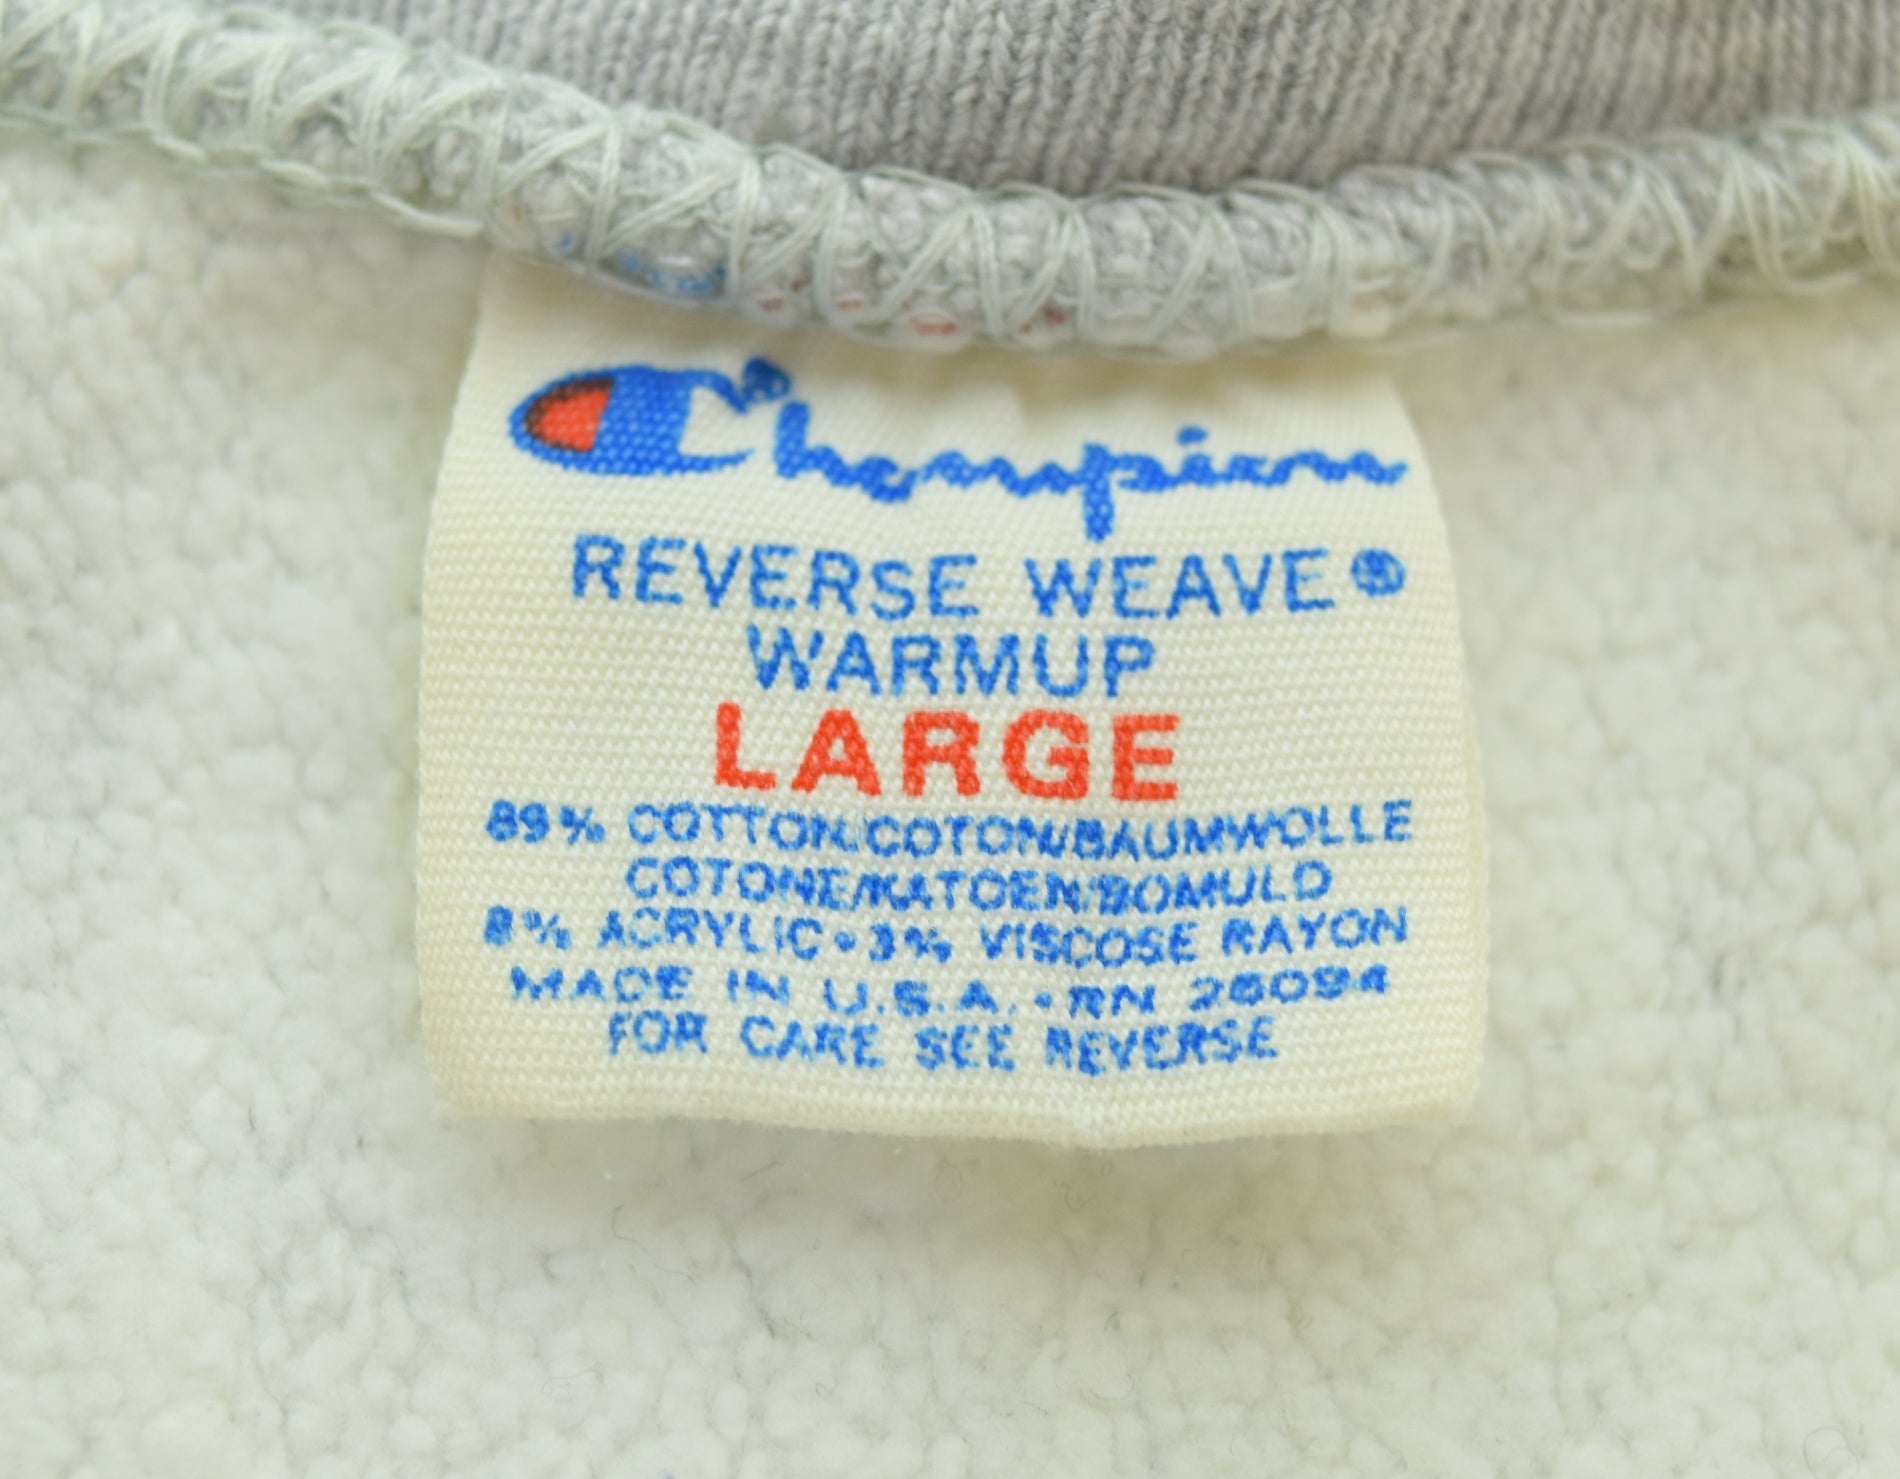 Champion
REVERSE WEAVE®
WARMUP
LARGE
89% COTTON/COTON/BAUMWOLLE
COTONE/KATOEN/BOMULD
8% ACRYLIC • 3% VISCOSE RAYON
MADE IN U.S.A. • RN 26094
FOR CARE SEE REVERSE